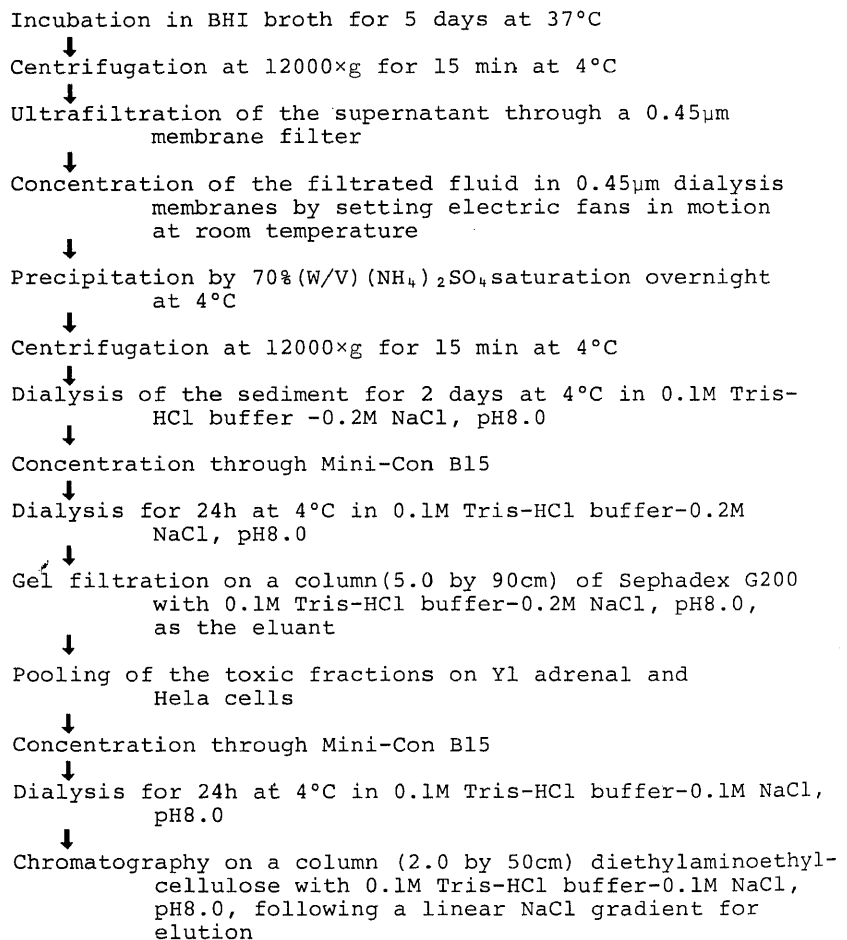 Incubation in BHI broth for 5 days at 37°C
↓
Centrifugation at 12000×g for 15 min at 4°C
↓
Ultrafiltration of the supernatant through a 0.45µm
membrane filter
↓
Concentration of the filtrated fluid in 0.45µm dialysis
membranes by setting electric fans in motion
at room temperature
↓
Precipitation by 70%(W/V)(NH₄)₂SO₄saturation overnight
at 4°C
↓
Centrifugation at 12000×g for 15 min at 4°C
↓
Dialysis of the sediment for 2 days at 4°C in 0.1M Tris-
HCl buffer -0.2M NaCl, pH8.0
↓
Concentration through Mini-Con B15
↓
Dialysis for 24h at 4°C in 0.1M Tris-HCl buffer-0.2M
NaCl, pH8.0
↓
Gel filtration on a column(5.0 by 90cm) of Sephadex G200
with 0.1M Tris-HCl buffer-0.2M NaCl, pH8.0,
as the eluant
↓
Pooling of the toxic fractions on Y1 adrenal and
Hela cells
↓
Concentration through Mini-Con B15
↓
Dialysis for 24h at 4°C in 0.1M Tris-HCl buffer-0.1M NaCl,
pH8.0
↓
Chromatography on a column (2.0 by 50cm) diethylaminoethyl-
cellulose with 0.1M Tris-HCl buffer-0.1M NaCl,
pH8.0, following a linear NaCl gradient for
elution